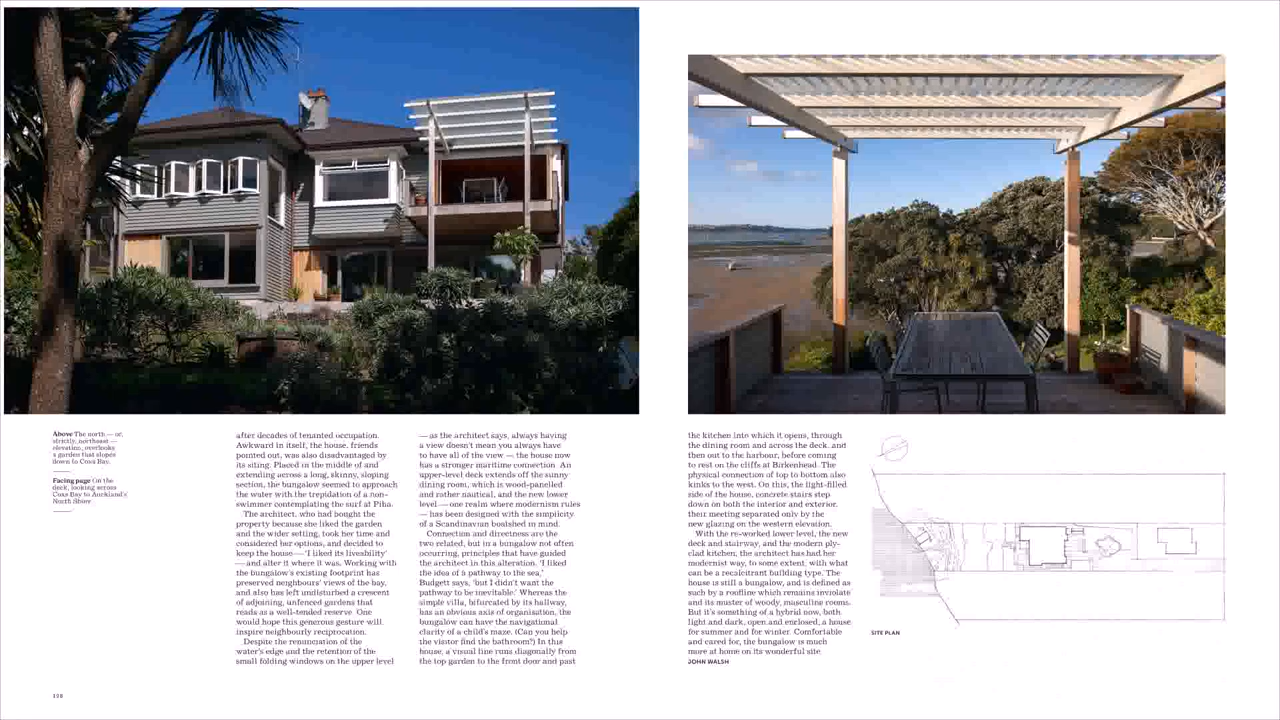 Above The north — or,
strictly, northeast —
elevation, overlooks
a garden that slopes
down to Coxs Bay.
Facing page On the
deck, looking across
Coxs Bay to Auckland's
North Shore
after decades of tenanted occupation.
Awkward in itself, the house, friends
pointed out, was also disadvantaged by
its siting. Placed in the middle of and
extending across a long, skinny, sloping
section, the bungalow seemed to approach
the water with the trepidation of a non-
swimmer contemplating the surf at Piha.
The architect, who had bought the
property because she liked the garden
and the wider setting, took her time and
considered her options, and decided to
keep the house — 'I liked its liveability'
— and alter it where it was. Working with
the bungalow's existing footprint has
preserved neighbours' views of the bay,
and also has left undisturbed a crescent
of adjoining, unfenced gardens that
reads as a well-tended reserve. One
would hope this generous gesture will
inspire neighbourly reciprocation.
Despite the renunciation of the
water's edge and the retention of the
small folding windows on the upper level
— as the architect says, always having
a view doesn't mean you always have
to have all of the view — the house now
has a stronger maritime connection. An
upper-level deck extends off the sunny
dining room, which is wood-panelled
and rather nautical, and the new lower
level — one realm where modernism rules
— has been designed with the simplicity
of a Scandinavian boatshed in mind.
Connection and directness are the
two related, but in a bungalow not often
occurring, principles that have guided
the architect in this alteration. 'I liked
the idea of a pathway to the sea,'
Budgett says, 'but I didn't want the
pathway to be inevitable.' Whereas the
simple villa, bifurcated by its hallway,
has an obvious axis of organisation, the
bungalow can have the navigational
clarity of a child's maze. (Can you help
the visitor find the bathroom?) In this
house, a visual line runs diagonally from
the top garden to the front door and past
the kitchen into which it opens, through
the dining room and across the deck, and
then out to the harbour, before coming
to rest on the cliffs at Birkenhead. The
physical connection of top to bottom also
kinks to the west. On this, the light-filled
side of the house, concrete stairs step
down on both the interior and exterior,
their meeting separated only by the
new glazing on the western elevation.
With the re-worked lower level, the new
deck and stairway, and the modern ply-
clad kitchen, the architect has had her
modernist way, to some extent, with what
can be a recalcitrant building type. The
house is still a bungalow, and is defined as
such by a roofline which remains inviolate
and its muster of woody, masculine rooms.
But it's something of a hybrid now, both
light and dark, open and enclosed, a house
for summer and for winter. Comfortable
and cared for, the bungalow is much
more at home on its wonderful site.
JOHN WALSH
SITE PLAN
198